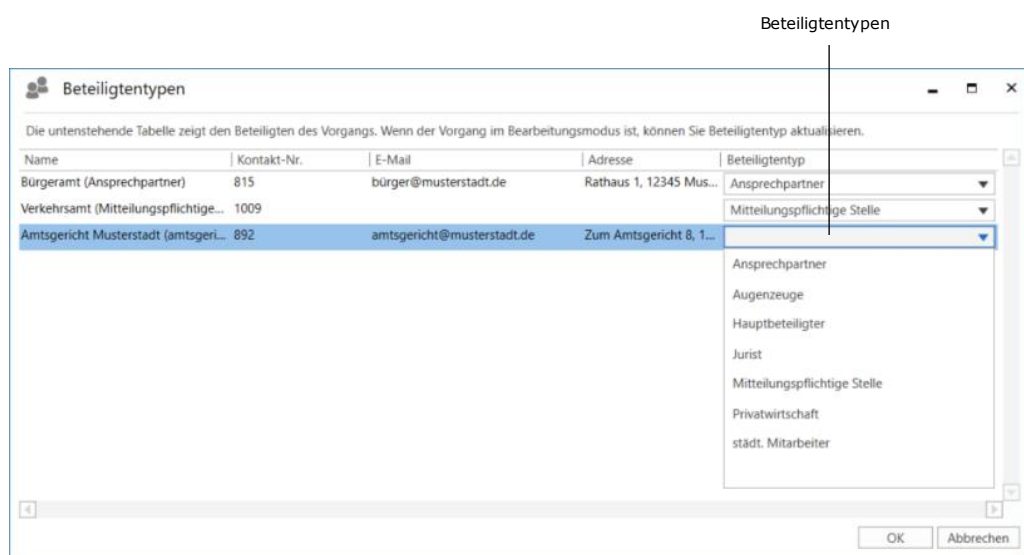 Beteiligtentypen
Beteiligtentypen
Die untenstehende Tabelle zeigt den Beteiligten des Vorgangs. Wenn der Vorgang im Bearbeitungsmodus ist, können Sie Beteiligtentyp aktualisieren.
Name Kontakt-Nr. E-Mail Adresse Beteiligtentyp
Bürgeramt (Ansprechpartner) 815 bürger@musterstadt.de Rathaus 1, 12345 Mus... Ansprechpartner
Verkehrsamt (Mitteilungspflichtige... 1009 Mitteilungspflichtige Stelle
Amtsgericht Musterstadt (amtsgeri... 892 amtsgericht@musterstadt.de Zum Amtsgericht 8, 1...
Ansprechpartner
Augenzeuge
Hauptbeteiligter
Jurist
Mitteilungspflichtige Stelle
Privatwirtschaft
städt. Mitarbeiter
OK Abbrechen